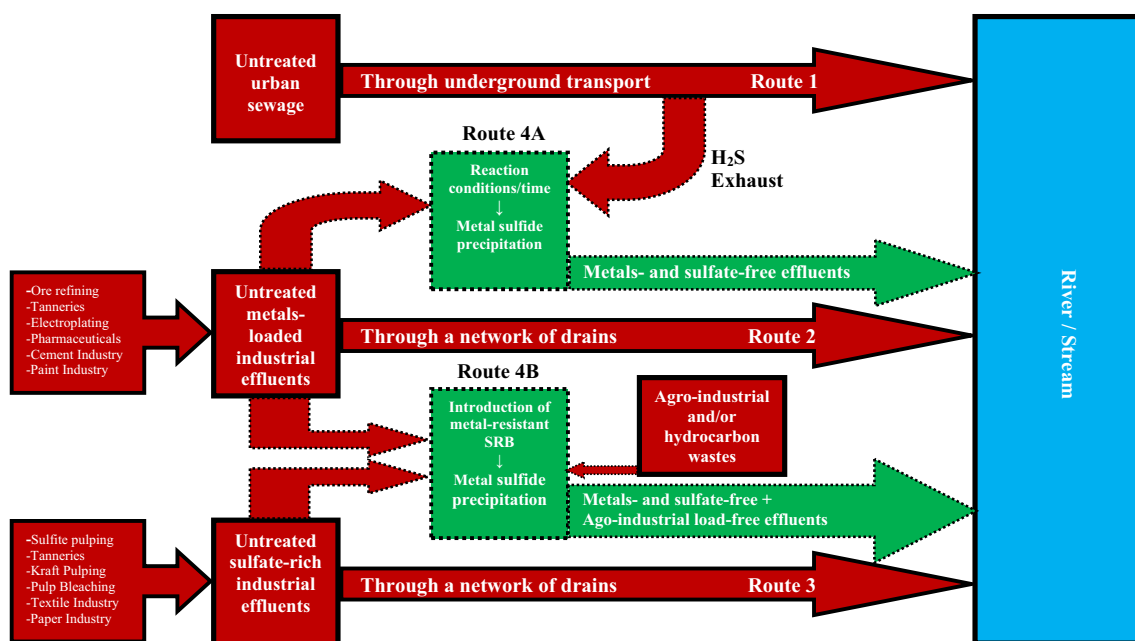 Untreated
urban
sewage
Through underground transport
Route 1
Route 4A
Reaction
conditions/time
↓
Metal sulfide
precipitation
H₂S
Exhaust
Metals- and sulfate-free effluents
-Ore refining
-Tanneries
-Electroplating
-Pharmaceuticals
-Cement Industry
-Paint Industry
Untreated
metals-
loaded
industrial
effluents
Through a network of drains
Route 2
Route 4B
Introduction of
metal-resistant
SRB
↓
Metal sulfide
precipitation
Agro-industrial
and/or
hydrocarbon
wastes
Metals- and sulfate-free +
Ago-industrial load-free effluents
-Sulfite pulping
-Tanneries
-Kraft Pulping
-Pulp Bleaching
-Textile Industry
-Paper Industry
Untreated
sulfate-rich
industrial
effluents
Through a network of drains
Route 3
River / Stream